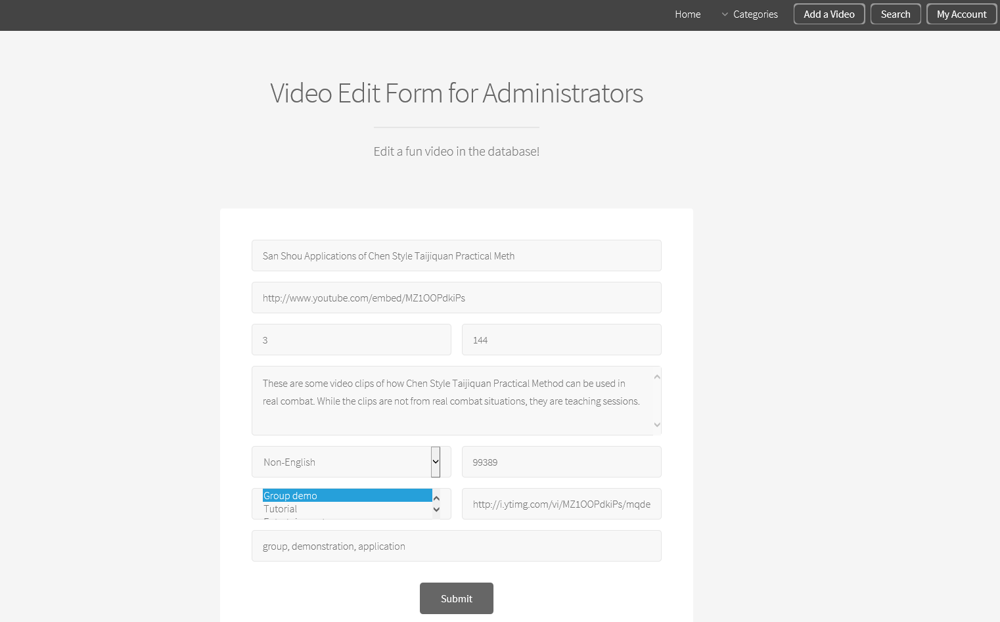 Home
Categories
Add a Video
Search
My Account
Video Edit Form for Administrators
Edit a fun video in the database!
San Shou Applications of Chen Style Taijiquan Practical Meth
http://www.youtube.com/embed/MZ1OOPdkiPs
3
144
These are some video clips of how Chen Style Taijiquan Practical Method can be used in
real combat. While the clips are not from real combat situations, they are teaching sessions.
Non-English
99389
Group demo
Tutorial
http://i.ytimg.com/vi/MZ1OOPdkiPs/mqde
group, demonstration, application
Submit